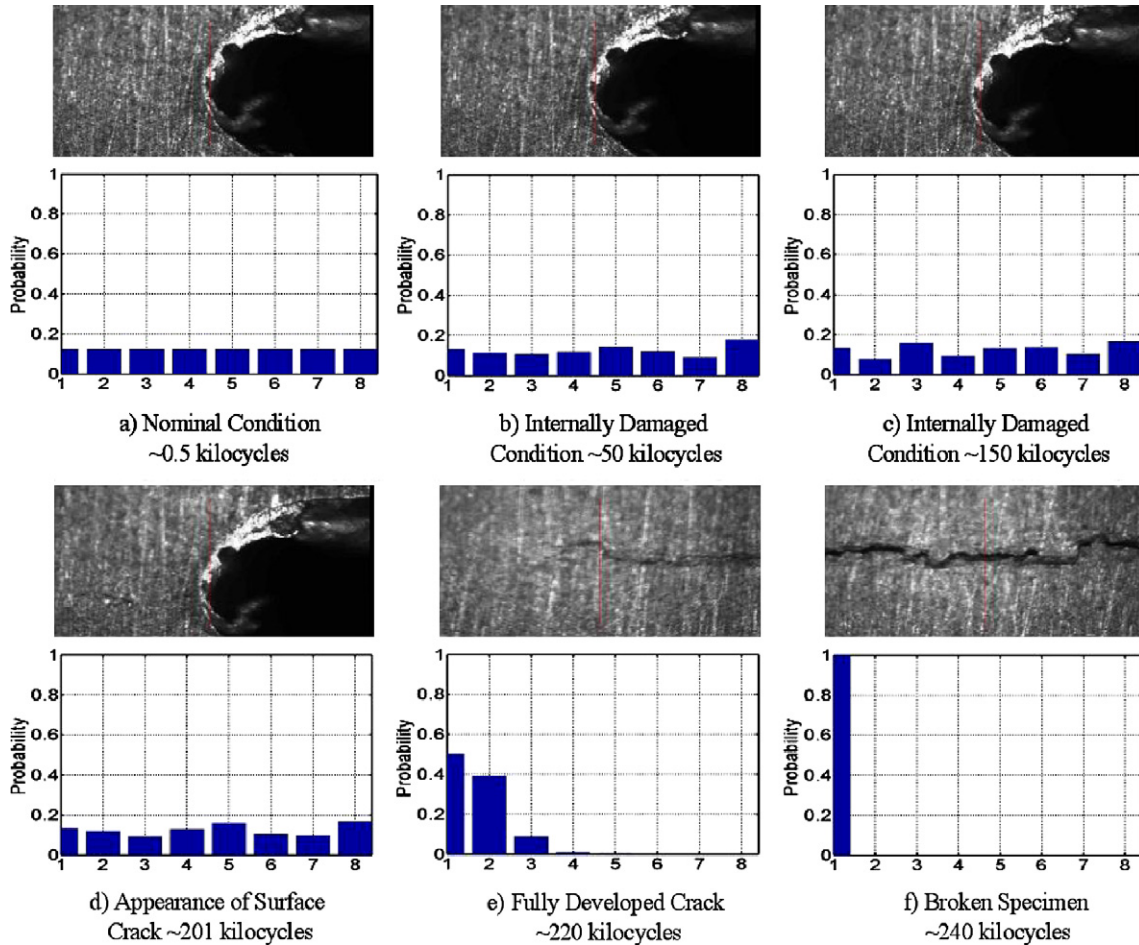 1
0.8
0.6
0.4
0.2
0
Probability
1 2 3 4 5 6 7 8
a) Nominal Condition
~0.5 kilocycles
1
0.8
0.6
0.4
0.2
0
Probability
1 2 3 4 5 6 7 8
b) Internally Damaged
Condition ~50 kilocycles
1
0.8
0.6
0.4
0.2
0
Probability
1 2 3 4 5 6 7 8
c) Internally Damaged
Condition ~150 kilocycles
1
0.8
0.6
0.4
0.2
0
Probability
1 2 3 4 5 6 7 8
d) Appearance of Surface
Crack ~201 kilocycles
1
0.8
0.6
0.4
0.2
0
Probability
1 2 3 4 5 6 7 8
e) Fully Developed Crack
~220 kilocycles
1
0.8
0.6
0.4
0.2
0
Probability
1 2 3 4 5 6 7 8
f) Broken Specimen
~240 kilocycles